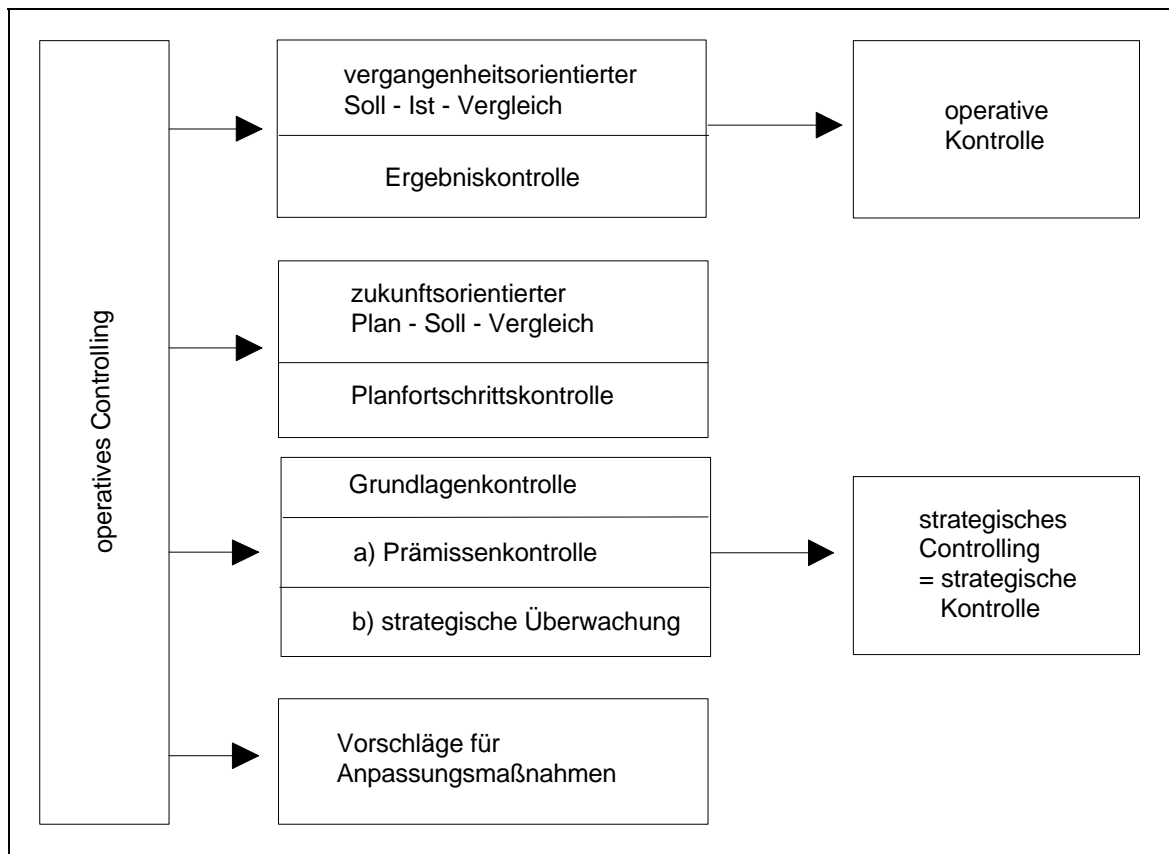 operatives Controlling
vergangenheitsorientierter
Soll - Ist - Vergleich
Ergebniskontrolle
operative
Kontrolle
zukunftsorientierter
Plan - Soll - Vergleich
Planfortschrittskontrolle
Grundlagenkontrolle
a) Prämissenkontrolle
b) strategische Überwachung
strategisches
Controlling
= strategische
Kontrolle
Vorschläge für
Anpassungsmaßnahmen